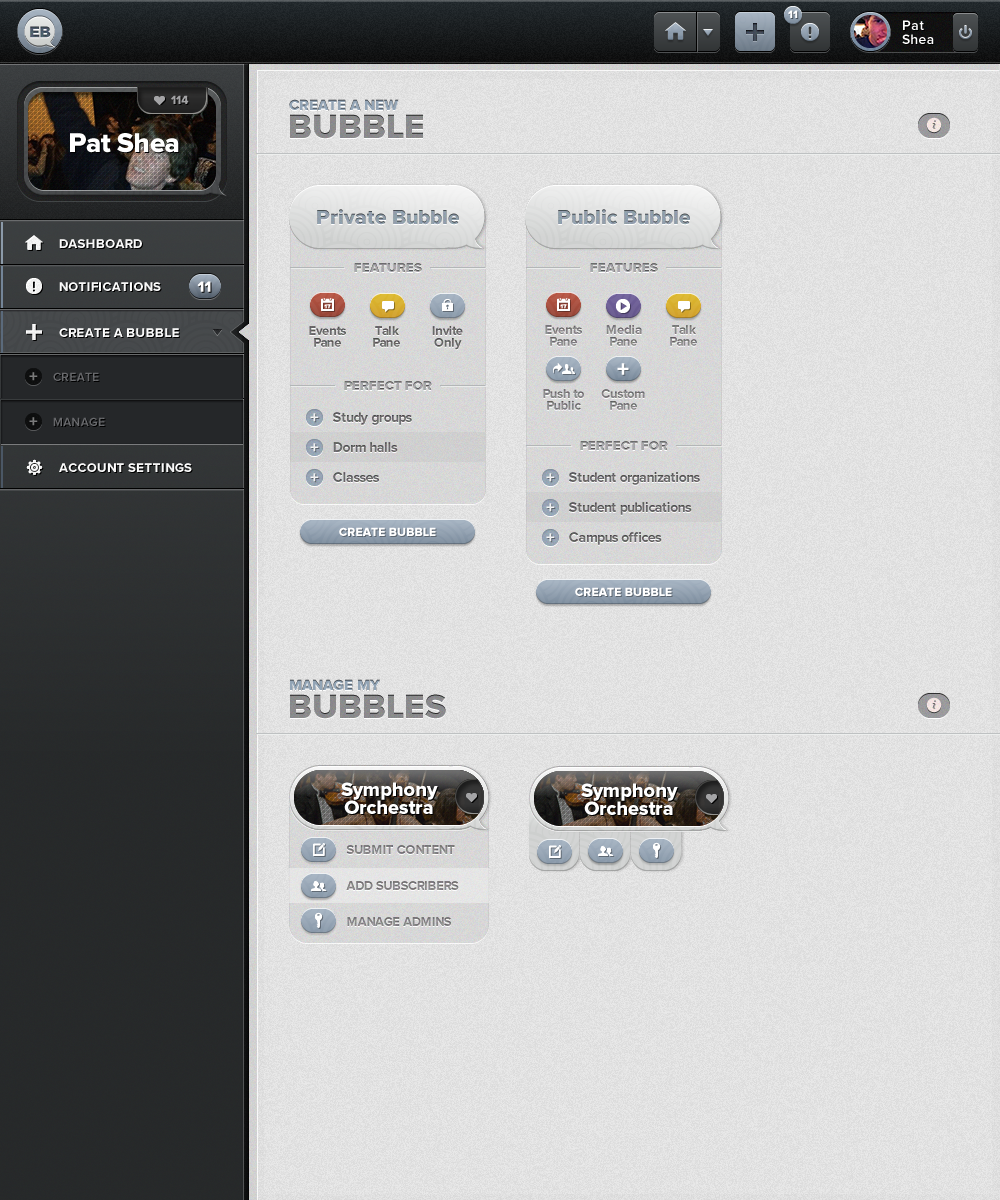 EB
11
Pat
Shea
114
Pat Shea
DASHBOARD
NOTIFICATIONS 11
CREATE A BUBBLE
CREATE
MANAGE
ACCOUNT SETTINGS
CREATE A NEW
BUBBLE
i
Private Bubble
FEATURES
Events
Pane
Talk
Pane
Invite
Only
PERFECT FOR
Study groups
Dorm halls
Classes
CREATE BUBBLE
Public Bubble
FEATURES
Events
Pane
Media
Pane
Talk
Pane
Push to
Public
Custom
Pane
PERFECT FOR
Student organizations
Student publications
Campus offices
CREATE BUBBLE
MANAGE MY
BUBBLES
i
Symphony
Orchestra
SUBMIT CONTENT
ADD SUBSCRIBERS
MANAGE ADMINS
Symphony
Orchestra